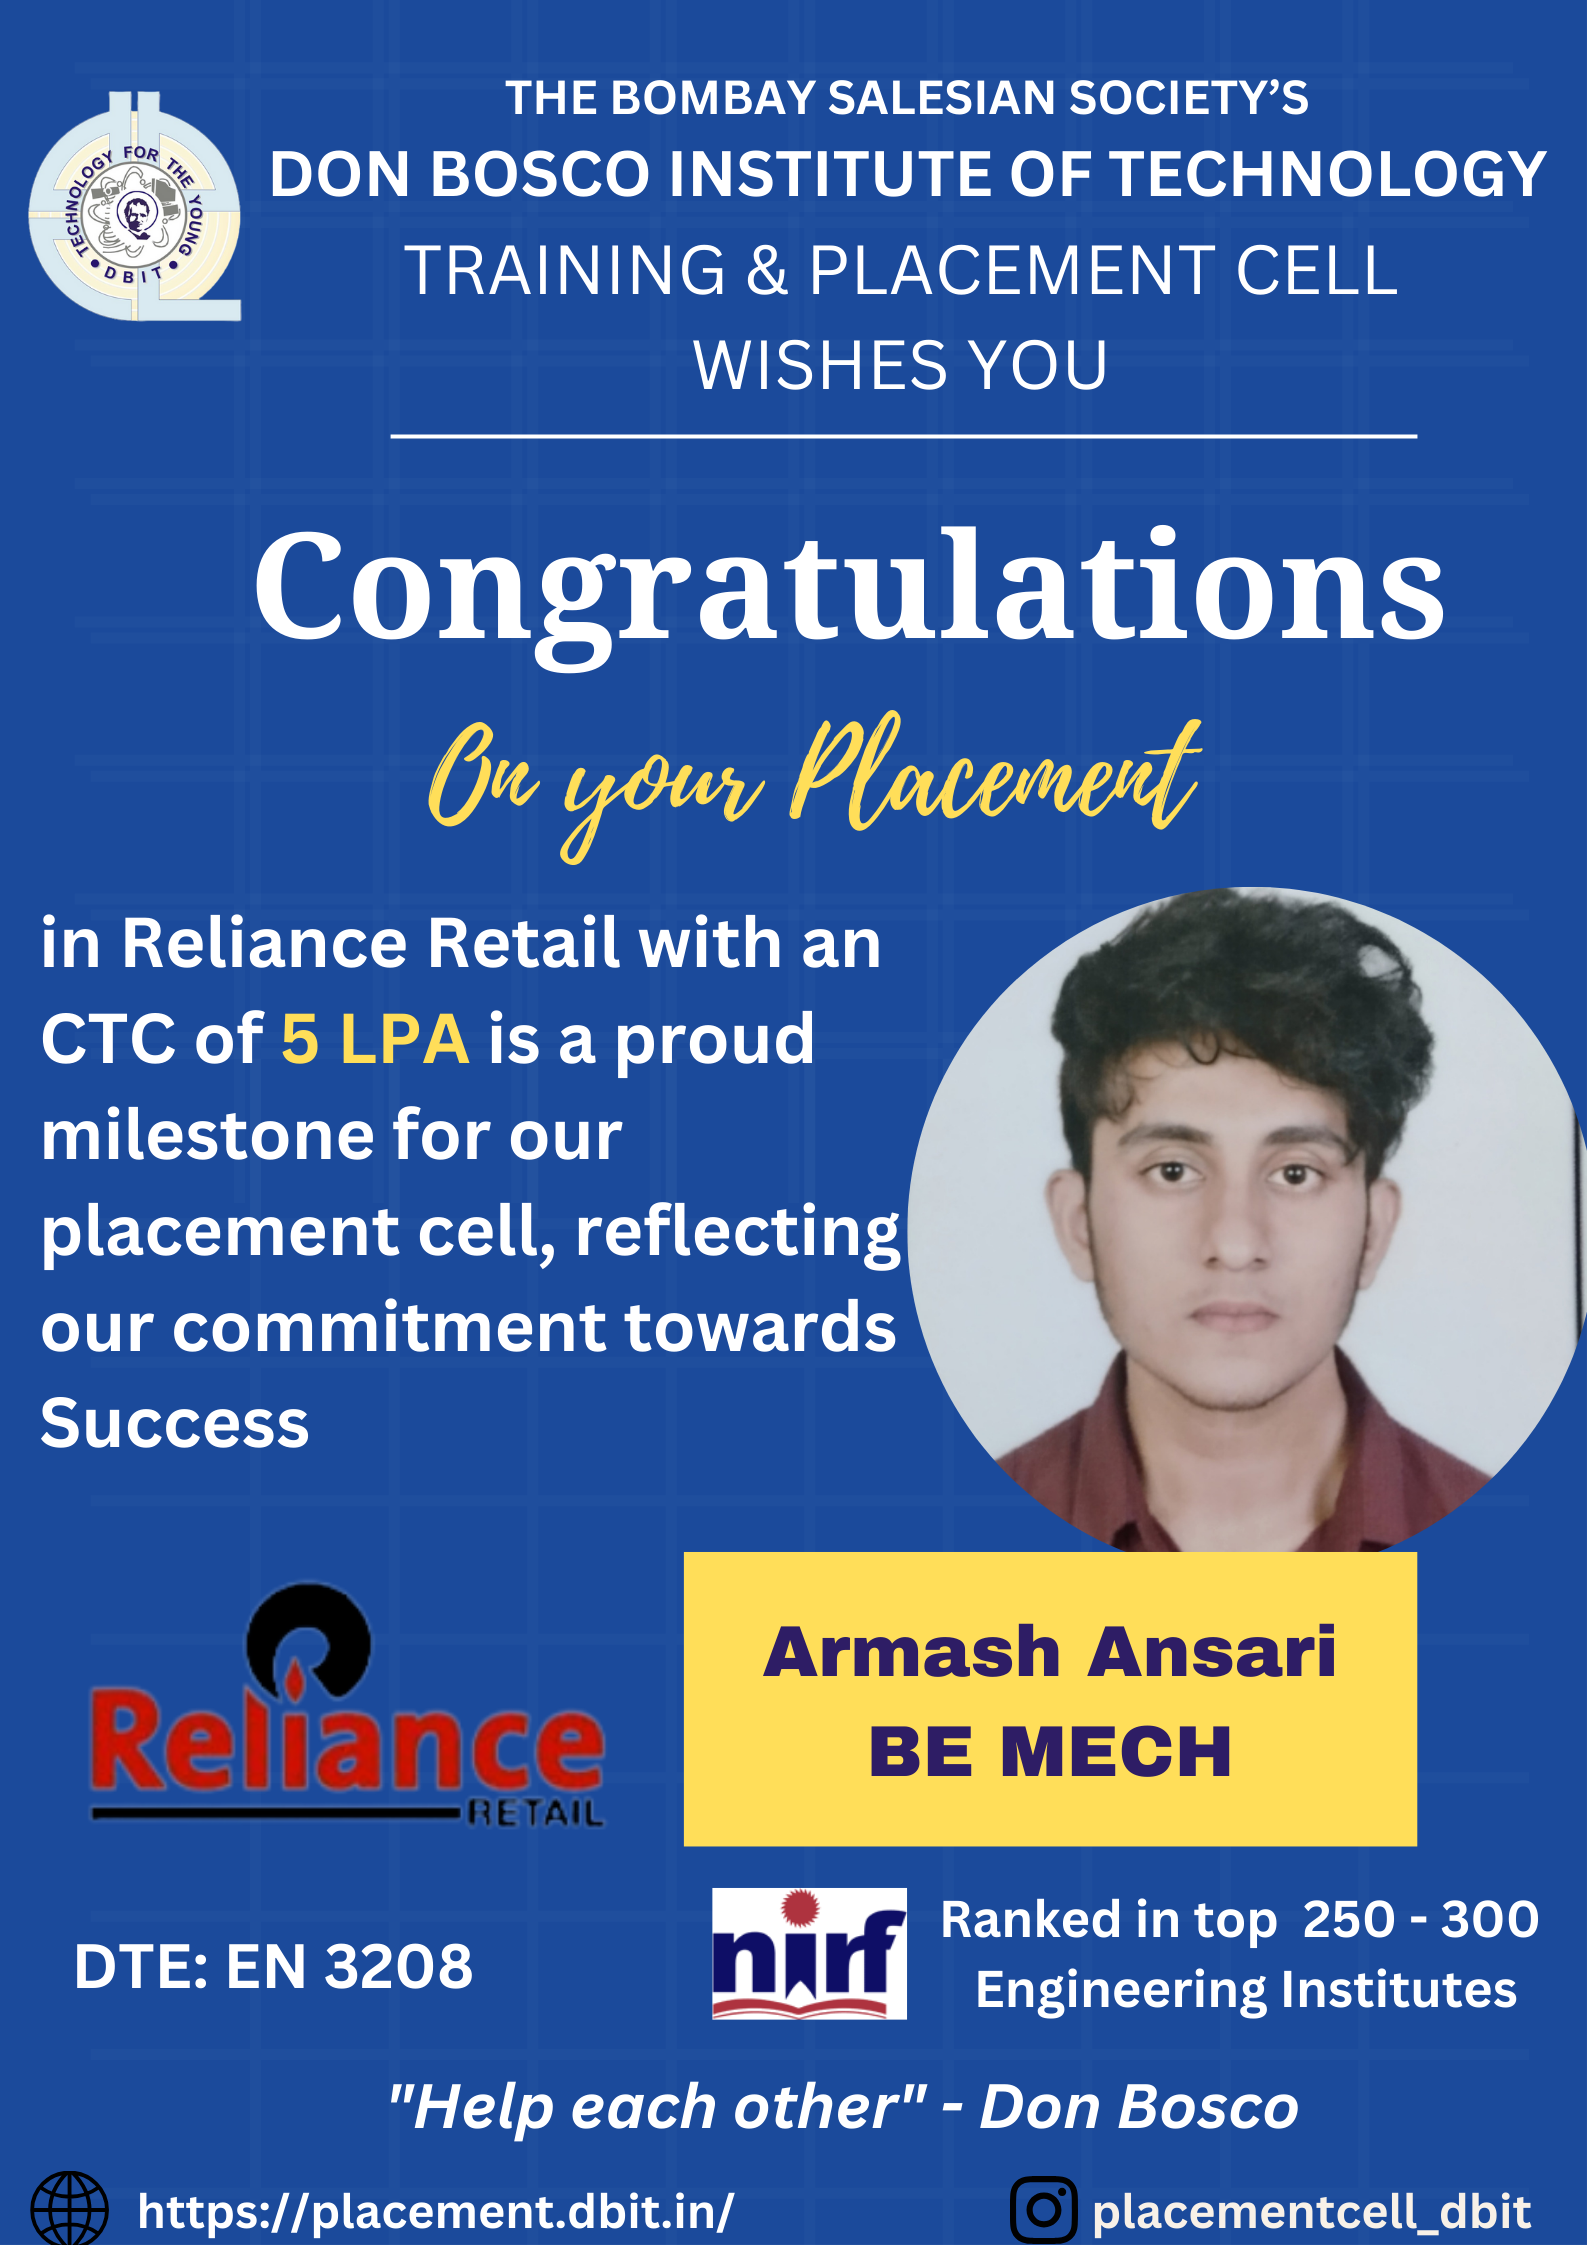 THE BOMBAY SALESIAN SOCIETY’S
DON BOSCO INSTITUTE OF TECHNOLOGY
TRAINING & PLACEMENT CELL
WISHES YOU
TECHNOLOGY FOR THE YOUNG
• DBIT •
Congratulations
On your Placement
in Reliance Retail with an
CTC of 5 LPA is a proud
milestone for our
placement cell, reflecting
our commitment towards
Success
Reliance
RETAIL
Armash Ansari
BE MECH
DTE: EN 3208
nirf
Ranked in top 250 - 300
Engineering Institutes
"Help each other" - Don Bosco
https://placement.dbit.in/
placementcell_dbit